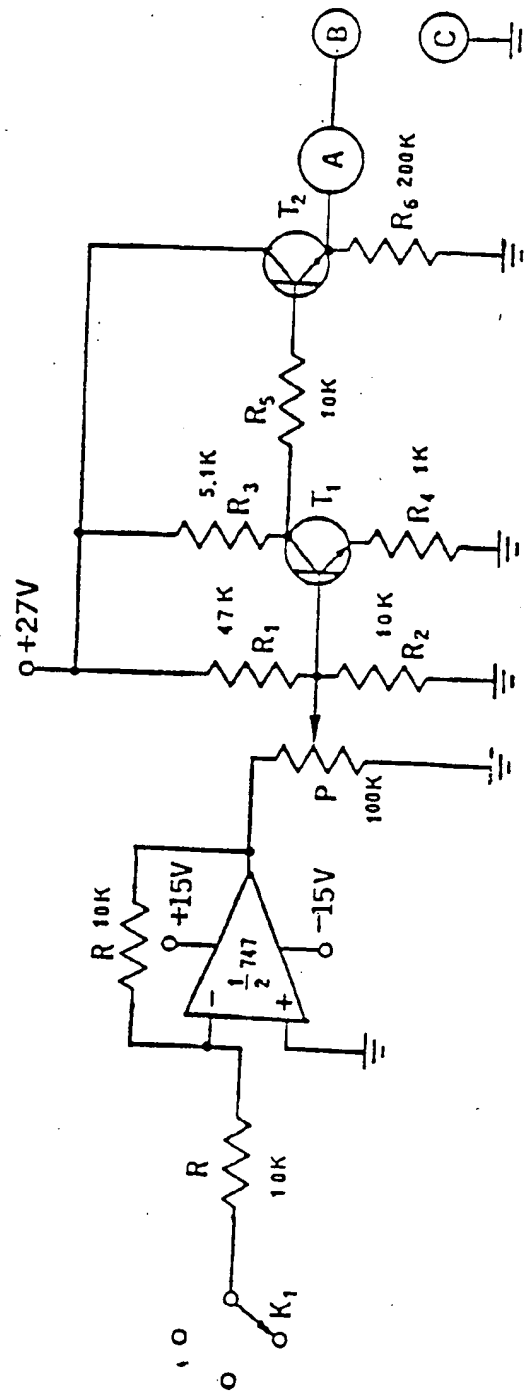 K1
R
10K
R
10K
-
+
1/2 747
+15V
-15V
P
100K
+27V
R1
47K
R2
10K
R3
5.1K
T1
R4
1K
R5
10K
T2
R6
200K
A
B
C